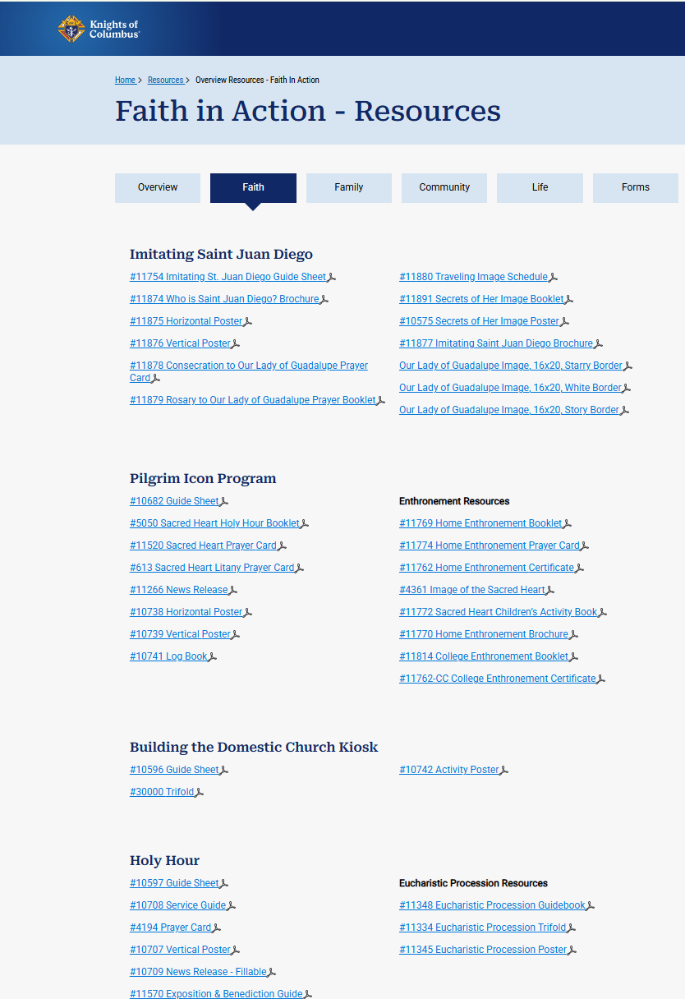 Knights of
Columbus
Home > Resources > Overview Resources - Faith In Action
Faith in Action - Resources
Overview
Faith
Family
Community
Life
Forms
Imitating Saint Juan Diego
#11754 Imitating St. Juan Diego Guide Sheet
#11874 Who is Saint Juan Diego? Brochure
#11875 Horizontal Poster
#11876 Vertical Poster
#11878 Consecration to Our Lady of Guadalupe Prayer
Card
#11879 Rosary to Our Lady of Guadalupe Prayer Booklet
#11880 Traveling Image Schedule
#11891 Secrets of Her Image Booklet
#10575 Secrets of Her Image Poster
#11877 Imitating Saint Juan Diego Brochure
Our Lady of Guadalupe Image, 16x20, Starry Border
Our Lady of Guadalupe Image, 16x20, White Border
Our Lady of Guadalupe Image, 16x20, Story Border
Pilgrim Icon Program
#10682 Guide Sheet
#5050 Sacred Heart Holy Hour Booklet
#11520 Sacred Heart Prayer Card
#613 Sacred Heart Litany Prayer Card
#11266 News Release
#10738 Horizontal Poster
#10739 Vertical Poster
#10741 Log Book
Enthronement Resources
#11769 Home Enthronement Booklet
#11774 Home Enthronement Prayer Card
#11762 Home Enthronement Certificate
#4361 Image of the Sacred Heart
#11772 Sacred Heart Children's Activity Book
#11770 Home Enthronement Brochure
#11814 College Enthronement Booklet
#11762-CC College Enthronement Certificate
Building the Domestic Church Kiosk
#10596 Guide Sheet
#30000 Trifold
#10742 Activity Poster
Holy Hour
#10597 Guide Sheet
#10708 Service Guide
#4194 Prayer Card
#10707 Vertical Poster
#10709 News Release - Fillable
#11570 Exposition & Benediction Guide
Eucharistic Procession Resources
#11348 Eucharistic Procession Guidebook
#11334 Eucharistic Procession Trifold
#11345 Eucharistic Procession Poster